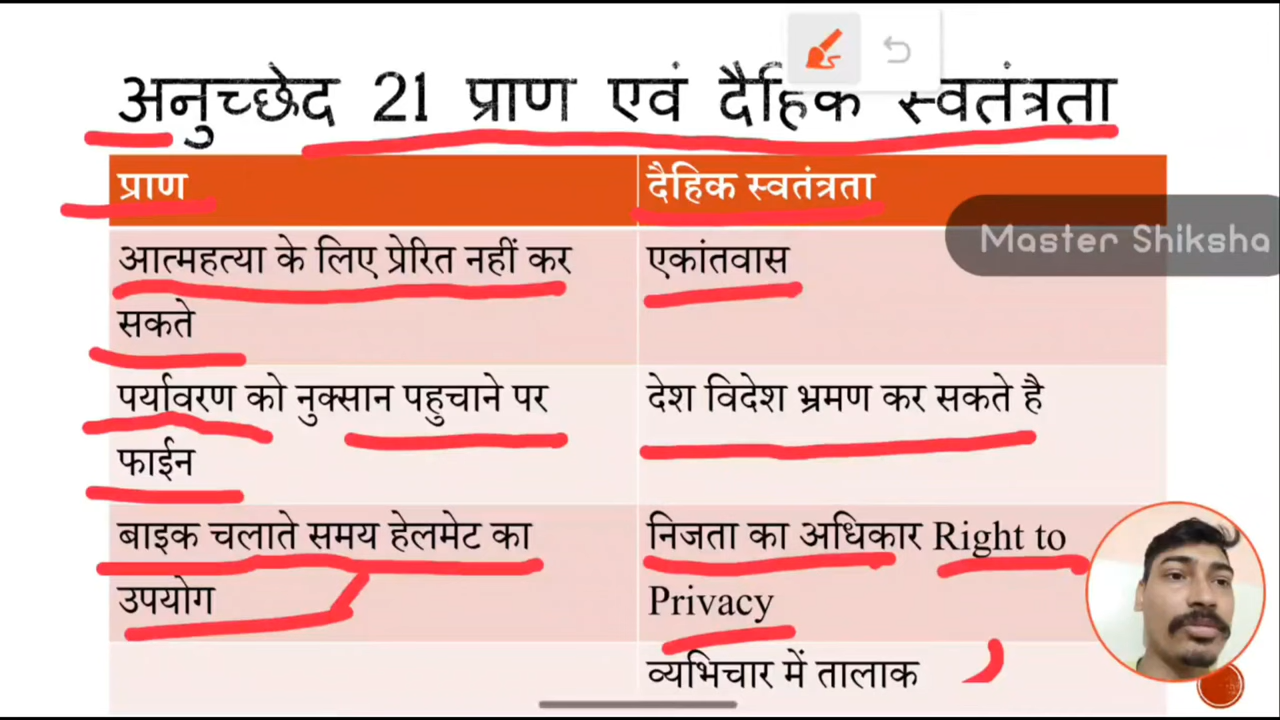 अनुच्छेद 21 प्राण एवं दैहिक स्वतंत्रता
प्राण
दैहिक स्वतंत्रता
Master Shiksha
आत्महत्या के लिए प्रेरित नहीं कर
सकते
एकांतवास
पर्यावरण को नुक्सान पहुचाने पर
फाईन
देश विदेश भ्रमण कर सकते है
बाइक चलाते समय हेलमेट का
उपयोग
निजता का अधिकार Right to
Privacy
व्यभिचार में तालाक